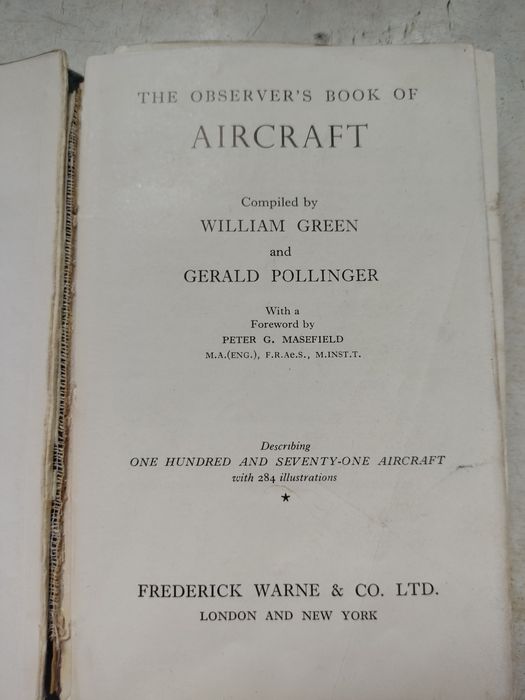 THE OBSERVER'S BOOK OF
AIRCRAFT
Compiled by
WILLIAM GREEN
and
GERALD POLLINGER
With a
Foreword by
PETER G. MASEFIELD
M.A.(ENG.), F.R.Ae.S., M.INST.T.
Describing
ONE HUNDRED AND SEVENTY-ONE AIRCRAFT
with 284 illustrations
★
FREDERICK WARNE & CO. LTD.
LONDON AND NEW YORK